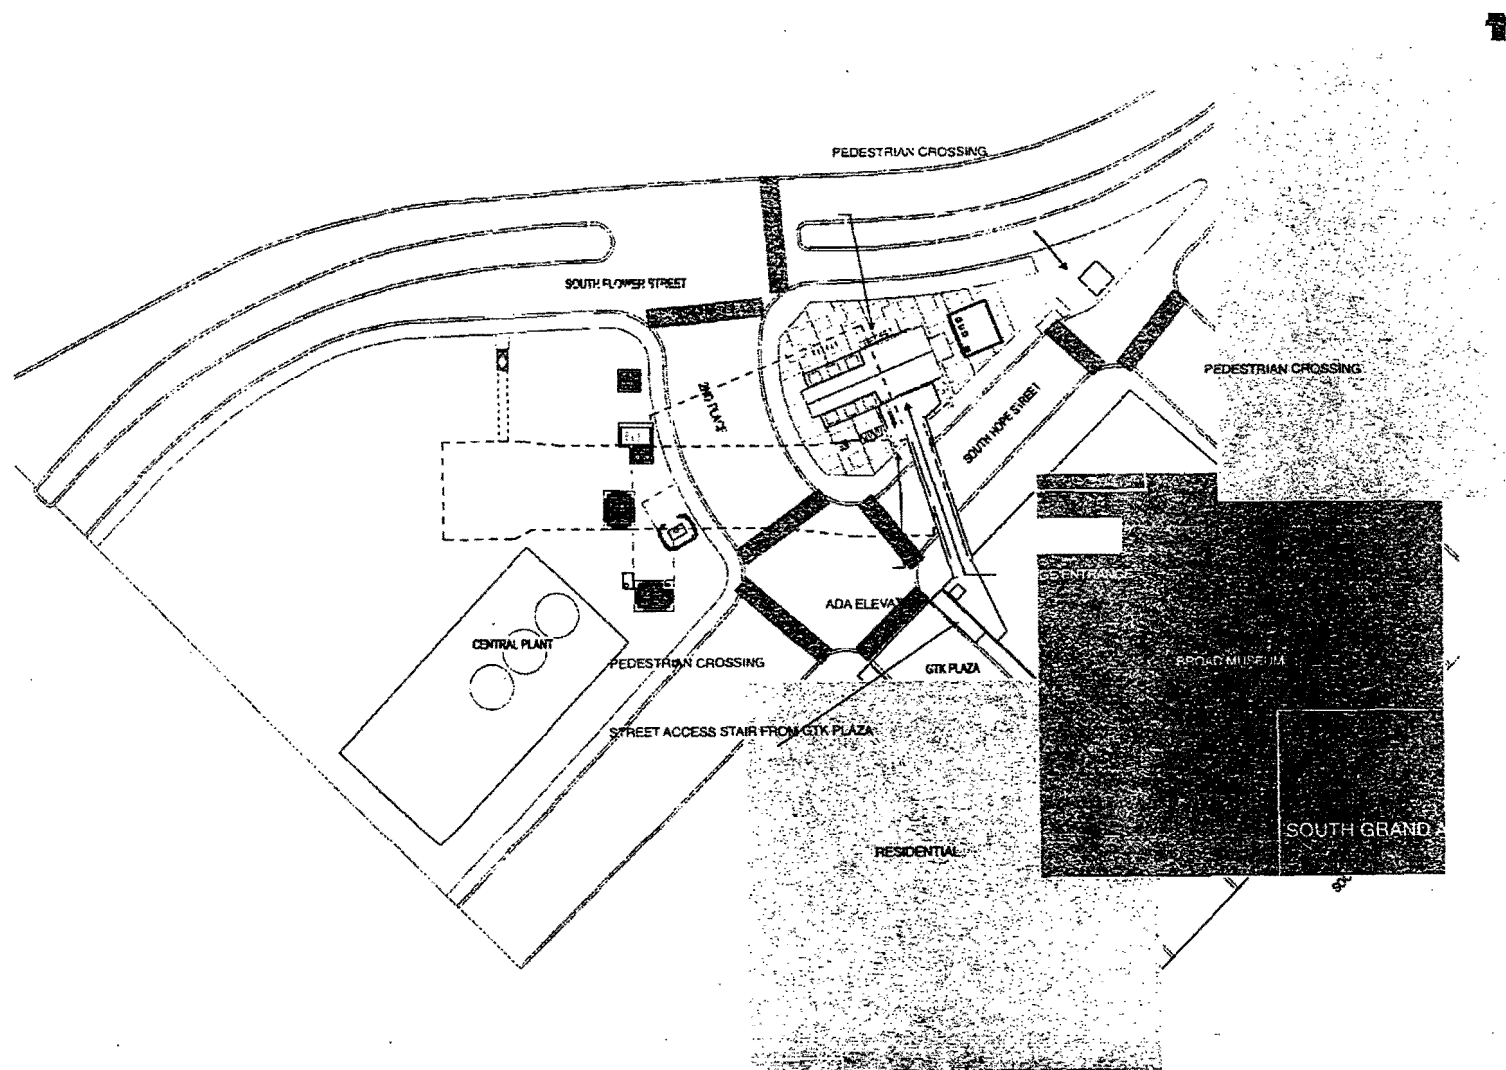 PEDESTRIAN CROSSING
SOUTH FLOWER STREET
2ND PLACE
PEDESTRIAN CROSSING
SOUTH HOPE STREET
ENTRANCE
ADA ELEVA
CENTRAL PLANT
PEDESTRIAN CROSSING
GTK PLAZA
BROAD MUSEUM
STREET ACCESS STAIR FROM GTK PLAZA
SOUTH GRAND A
RESIDENTIAL